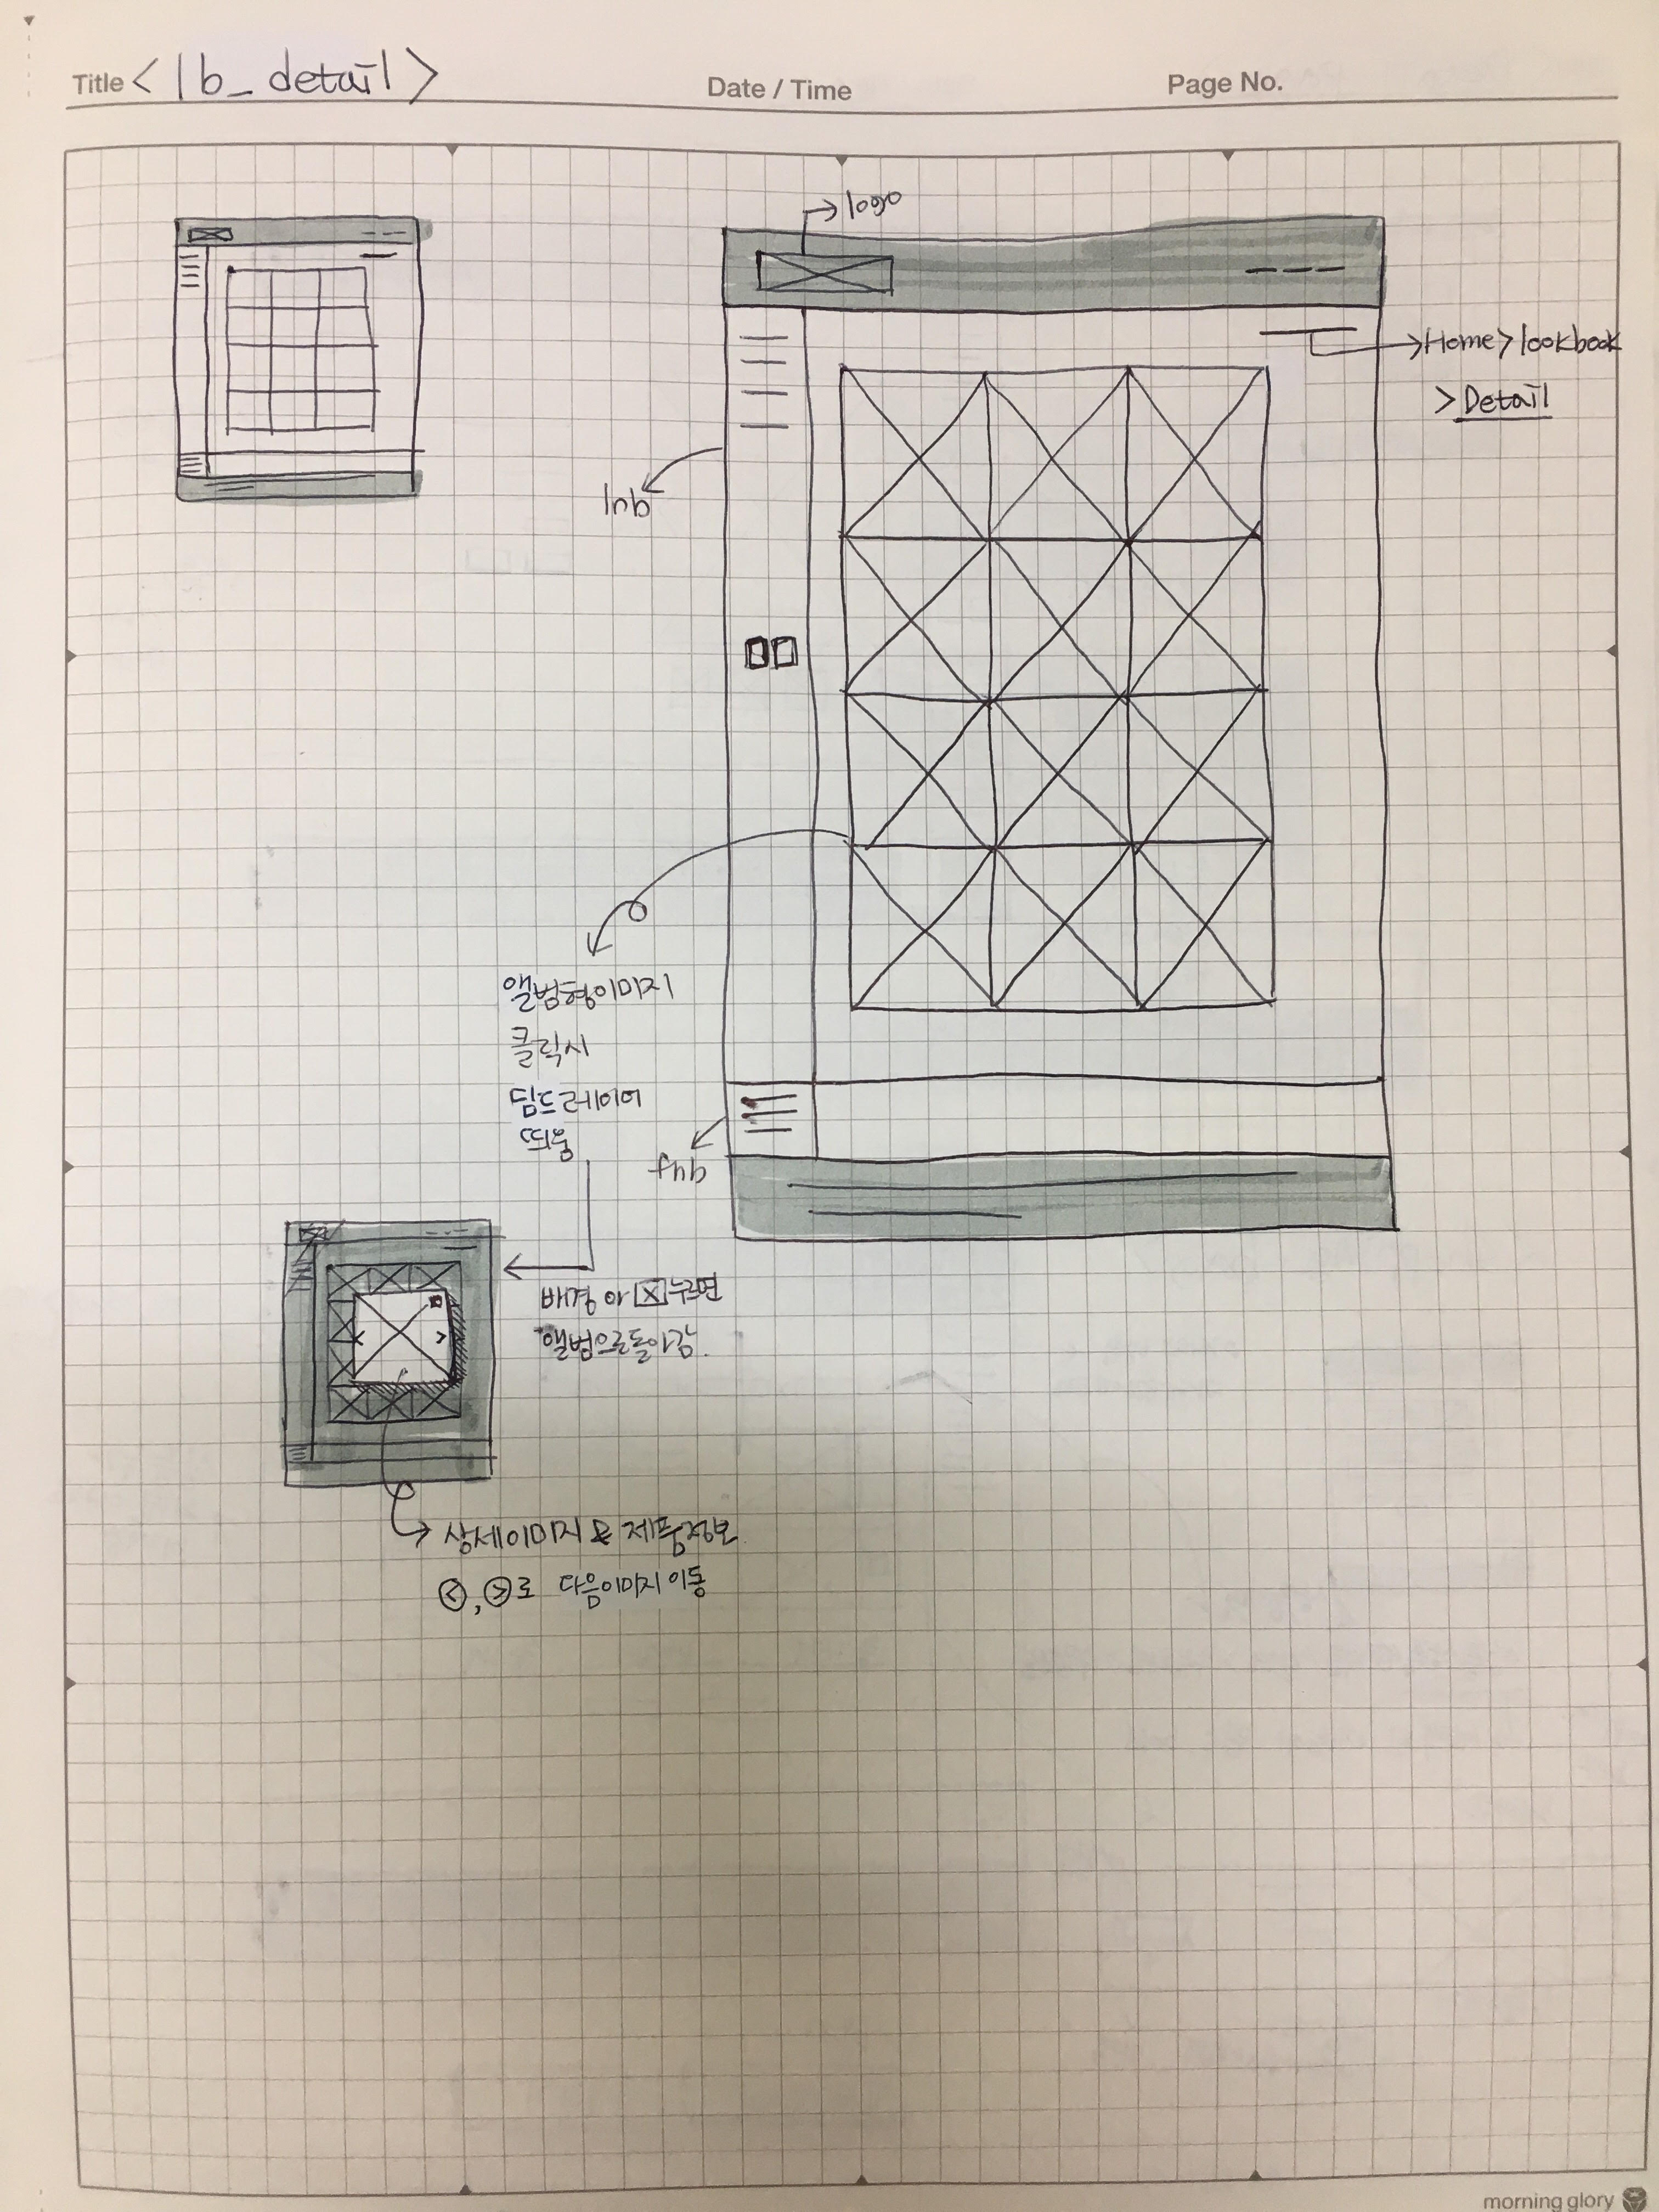 Title <lb_detail>
Date / Time
Page No.
logo
Home > lookbook
> Detail
lnb
앨범형이미지
클릭시
딤드레이어
띄움
fnb
배경 or X 누르면
앨범으로돌아감.
상세이미지 & 제품정보
<, > 로 다음이미지 이동
morning glory